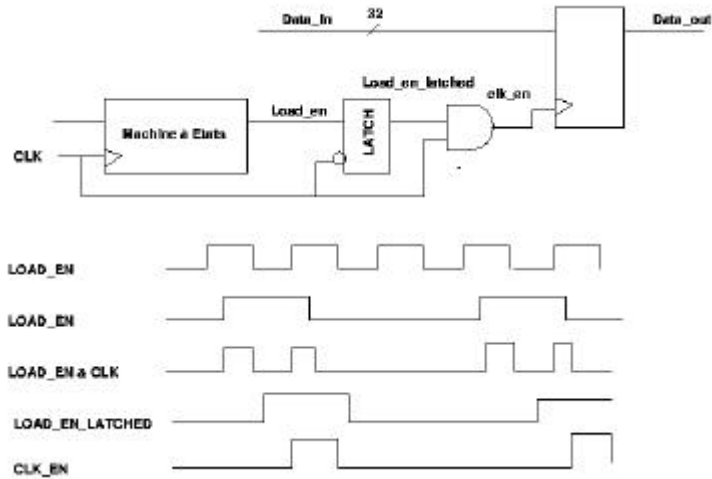 Data_In 32 Data_out
Load_en_latched
clk_en
Load_en
Machine à Etats
LATCH
CLK
LOAD_EN
LOAD_EN
LOAD_EN & CLK
LOAD_EN_LATCHED
CLK_EN